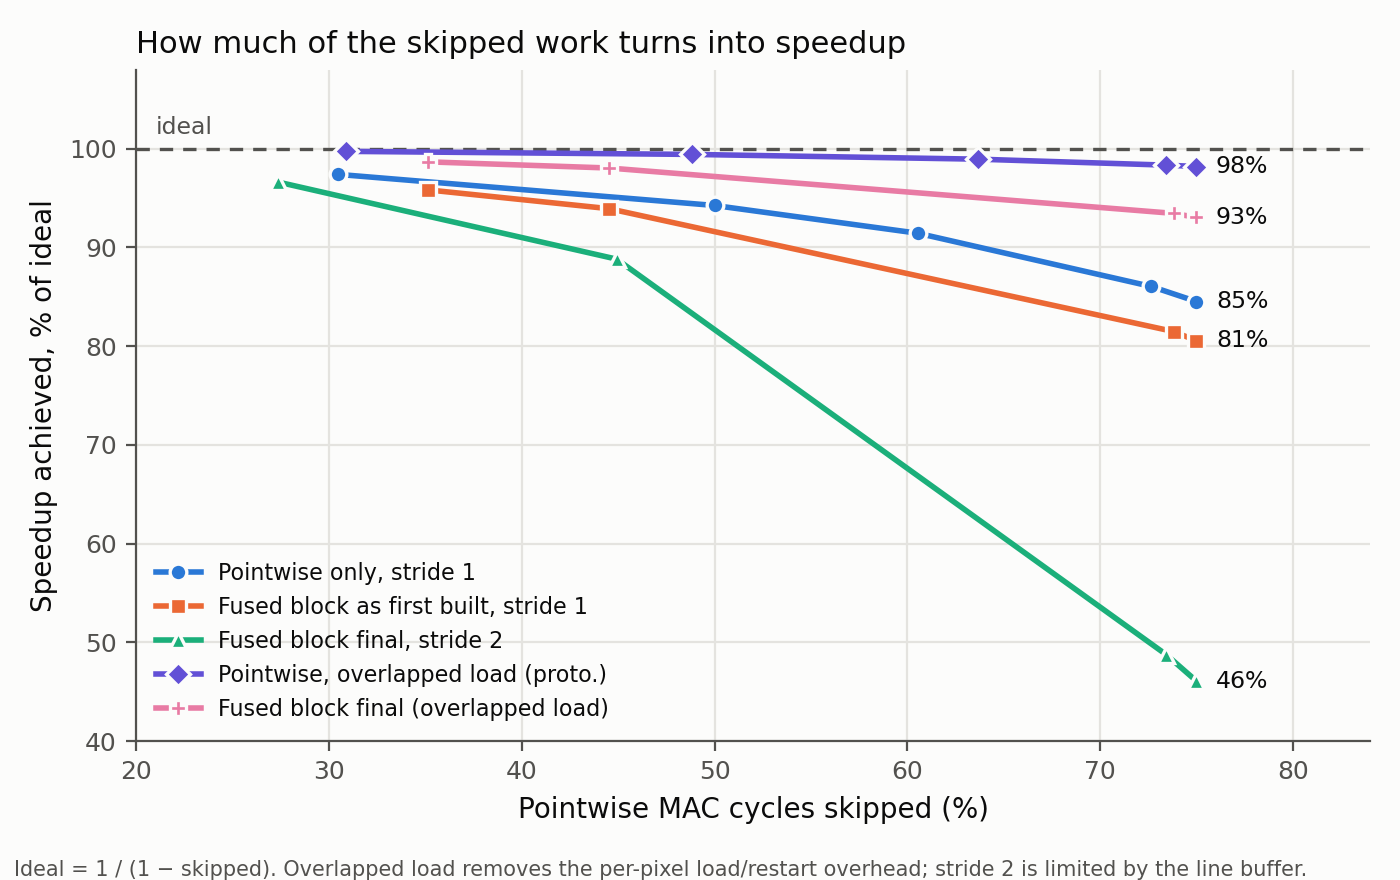 How much of the skipped work turns into speedup
Speedup achieved, % of ideal
100
90
80
70
60
50
40
ideal
98%
93%
85%
81%
46%
Pointwise only, stride 1
Fused block as first built, stride 1
Fused block final, stride 2
Pointwise, overlapped load (proto.)
Fused block final (overlapped load)
20 30 40 50 60 70 80
Pointwise MAC cycles skipped (%)
Ideal = 1 / (1 − skipped). Overlapped load removes the per-pixel load/restart overhead; stride 2 is limited by the line buffer.